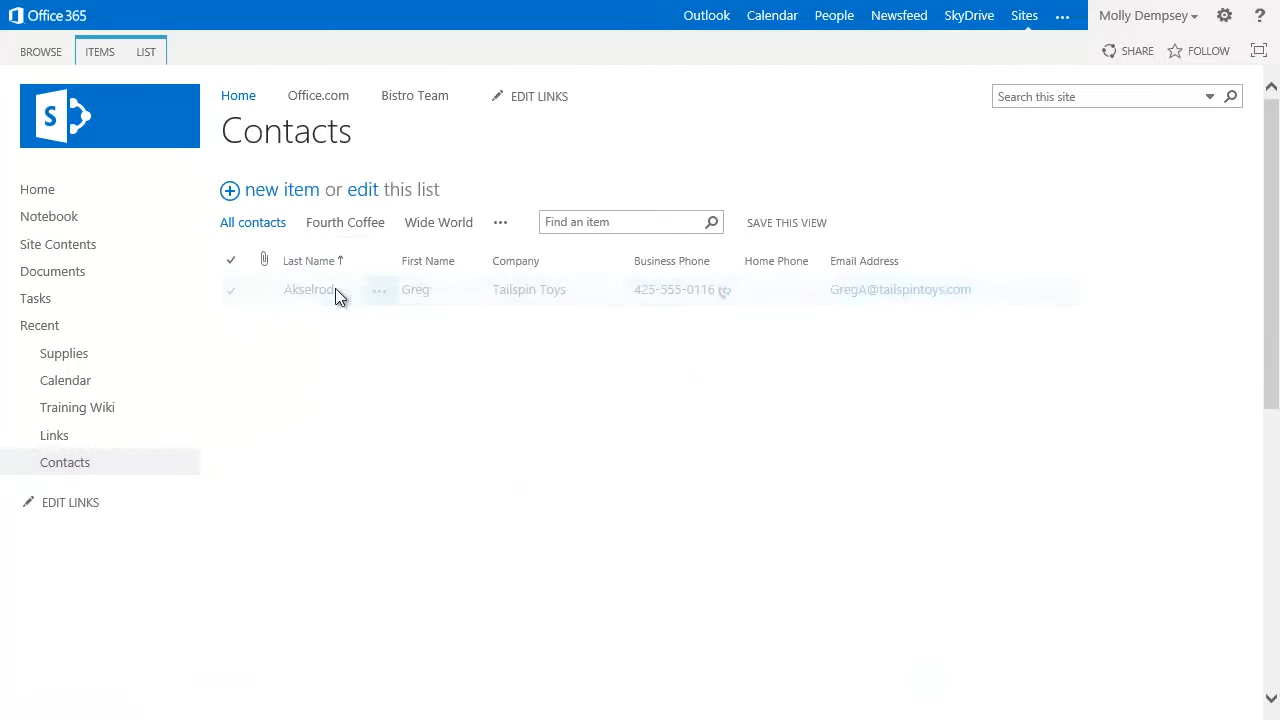 Office 365 Outlook Calendar People Newsfeed SkyDrive Sites ... Molly Dempsey ?
BROWSE ITEMS LIST SHARE FOLLOW
Home Office.com Bistro Team EDIT LINKS Search this site
S
Contacts
new item or edit this list
All contacts Fourth Coffee Wide World ... Find an item SAVE THIS VIEW
Last Name First Name Company Business Phone Home Phone Email Address
Akselrod ... Greg Tailspin Toys 425-555-0116 GregA@tailspintoys.com
Home
Notebook
Site Contents
Documents
Tasks
Recent
Supplies
Calendar
Training Wiki
Links
Contacts
EDIT LINKS